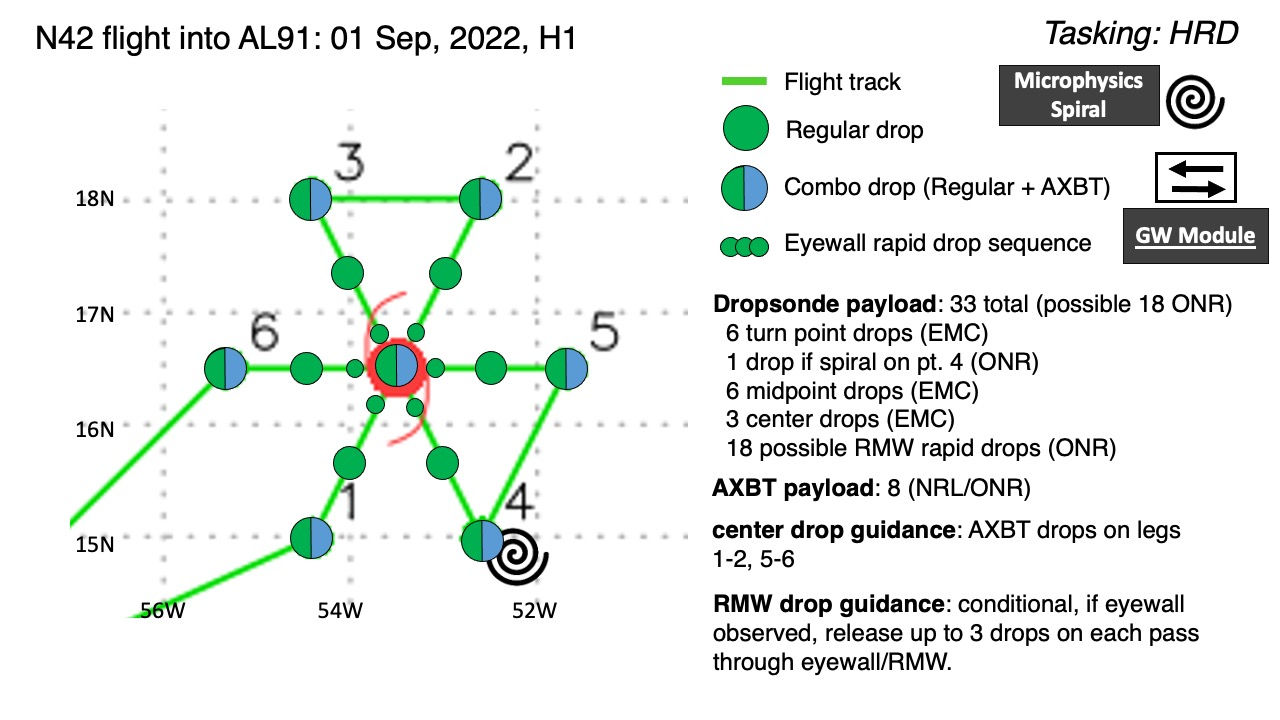 N42 flight into AL91: 01 Sep, 2022, H1
Tasking: HRD
Flight track
Microphysics
Spiral
Regular drop
Combo drop (Regular + AXBT)
Eyewall rapid drop sequence
GW Module
3
2
18N
17N
6
5
16N
1
4
15N
56W
54W
52W
Dropsonde payload: 33 total (possible 18 ONR)
6 turn point drops (EMC)
1 drop if spiral on pt. 4 (ONR)
6 midpoint drops (EMC)
3 center drops (EMC)
18 possible RMW rapid drops (ONR)
AXBT payload: 8 (NRL/ONR)
center drop guidance: AXBT drops on legs
1-2, 5-6
RMW drop guidance: conditional, if eyewall
observed, release up to 3 drops on each pass
through eyewall/RMW.